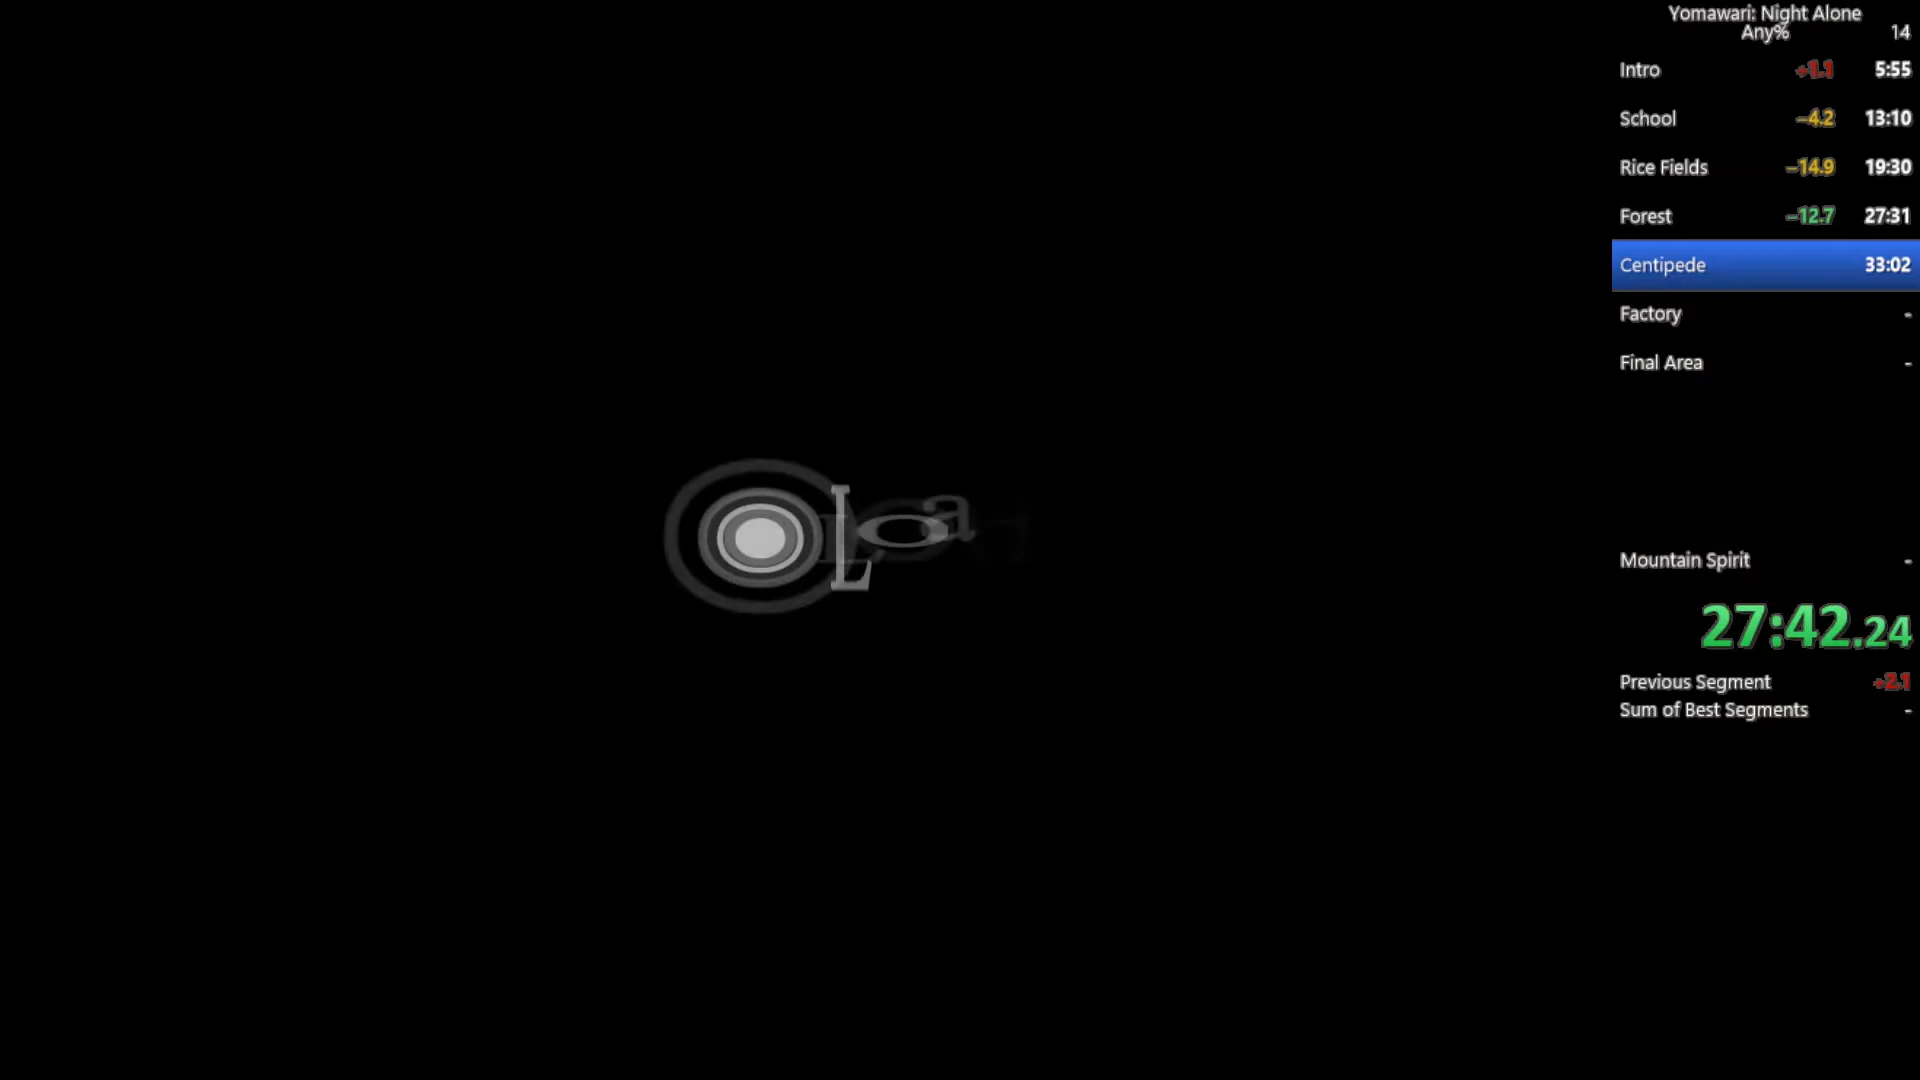 Yomawari: Night Alone
Any% 14
Intro +1.1 5:55
School −4.2 13:10
Rice Fields −14.9 19:30
Forest −12.7 27:31
Centipede 33:02
Factory -
Final Area -
Loa
Mountain Spirit -
27:42.24
Previous Segment +2.1
Sum of Best Segments -